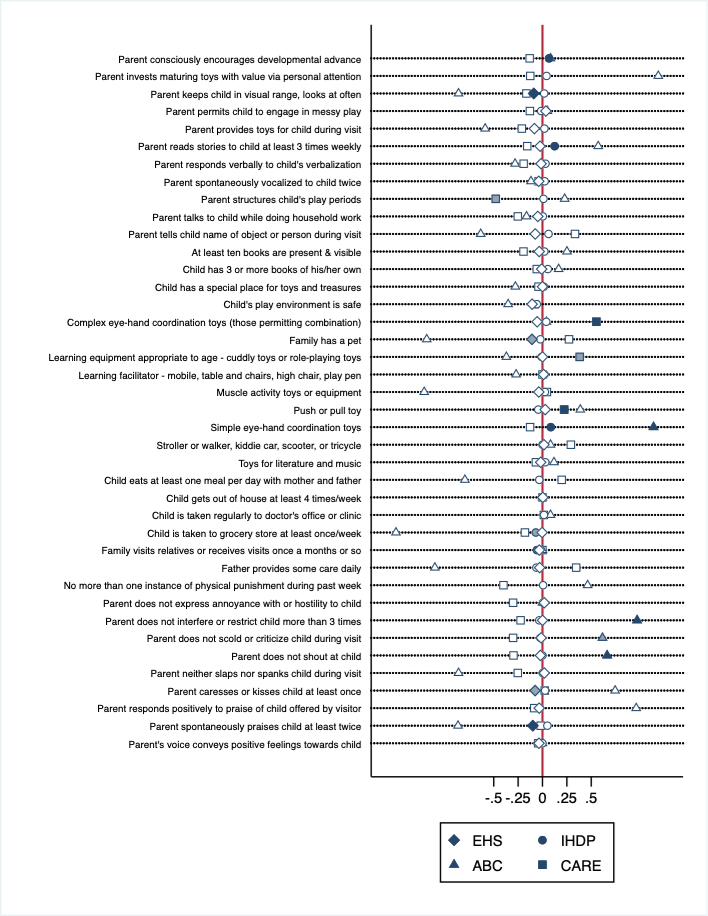 Parent consciously encourages developmental advance
Parent invests maturing toys with value via personal attention
Parent keeps child in visual range, looks at often
Parent permits child to engage in messy play
Parent provides toys for child during visit
Parent reads stories to child at least 3 times weekly
Parent responds verbally to child's verbalization
Parent spontaneously vocalized to child twice
Parent structures child's play periods
Parent talks to child while doing household work
Parent tells child name of object or person during visit
At least ten books are present & visible
Child has 3 or more books of his/her own
Child has a special place for toys and treasures
Child's play environment is safe
Complex eye-hand coordination toys (those permitting combination)
Family has a pet
Learning equipment appropriate to age - cuddly toys or role-playing toys
Learning facilitator - mobile, table and chairs, high chair, play pen
Muscle activity toys or equipment
Push or pull toy
Simple eye-hand coordination toys
Stroller or walker, kiddie car, scooter, or tricycle
Toys for literature and music
Child eats at least one meal per day with mother and father
Child gets out of house at least 4 times/week
Child is taken regularly to doctor's office or clinic
Child is taken to grocery store at least once/week
Family visits relatives or receives visits once a months or so
Father provides some care daily
No more than one instance of physical punishment during past week
Parent does not express annoyance with or hostility to child
Parent does not interfere or restrict child more than 3 times
Parent does not scold or criticize child during visit
Parent does not shout at child
Parent neither slaps nor spanks child during visit
Parent caresses or kisses child at least once
Parent responds positively to praise of child offered by visitor
Parent spontaneously praises child at least twice
Parent's voice conveys positive feelings towards child
-.5 -.25 0 .25 .5
EHS IHDP
ABC CARE